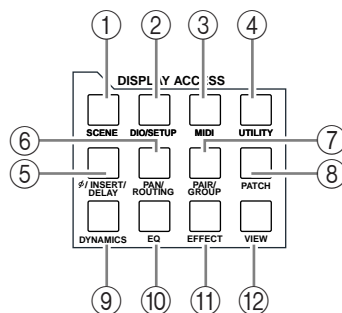 ① ② ③ ④
DISPLAY ACCESS
SCENE DIO/SETUP MIDI UTILITY
⑥ ⑦
⑤ ⑧
ø/ INSERT/ DELAY PAN/ ROUTING PAIR/ GROUP PATCH
DYNAMICS EQ EFFECT VIEW
⑨ ⑩ ⑪ ⑫